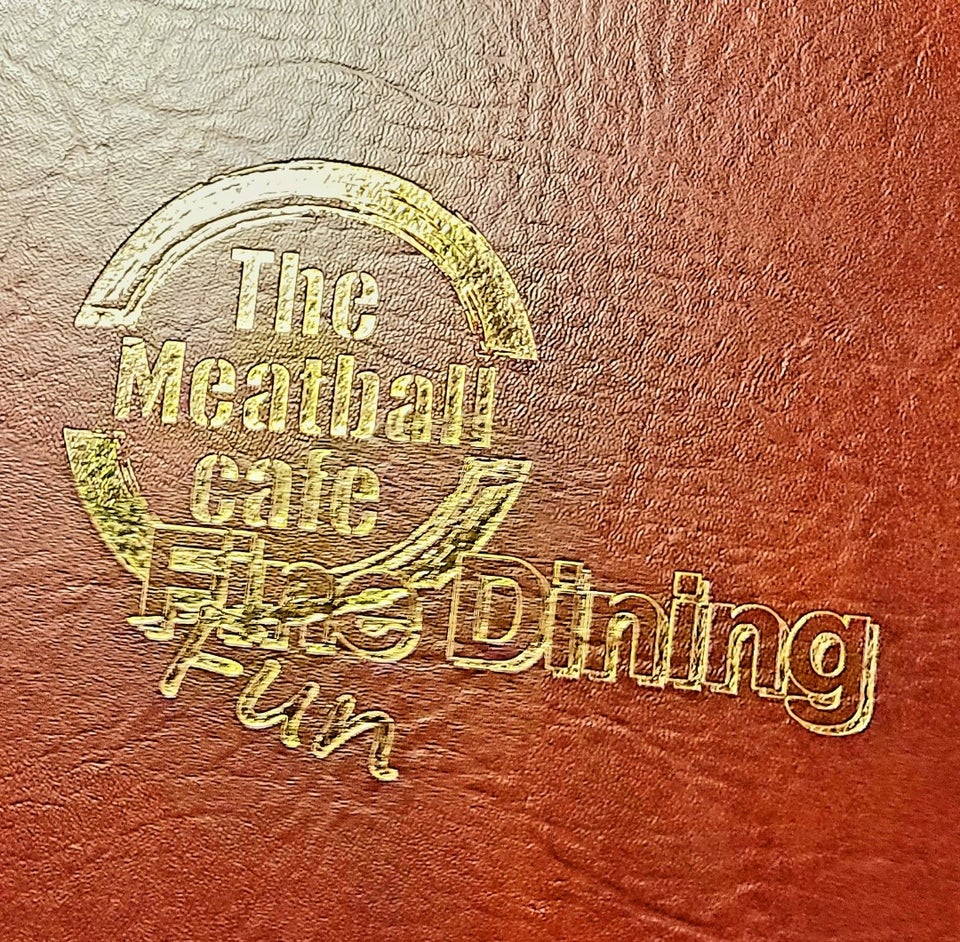 The
Meatball
cafe
Fine Dining
Fun